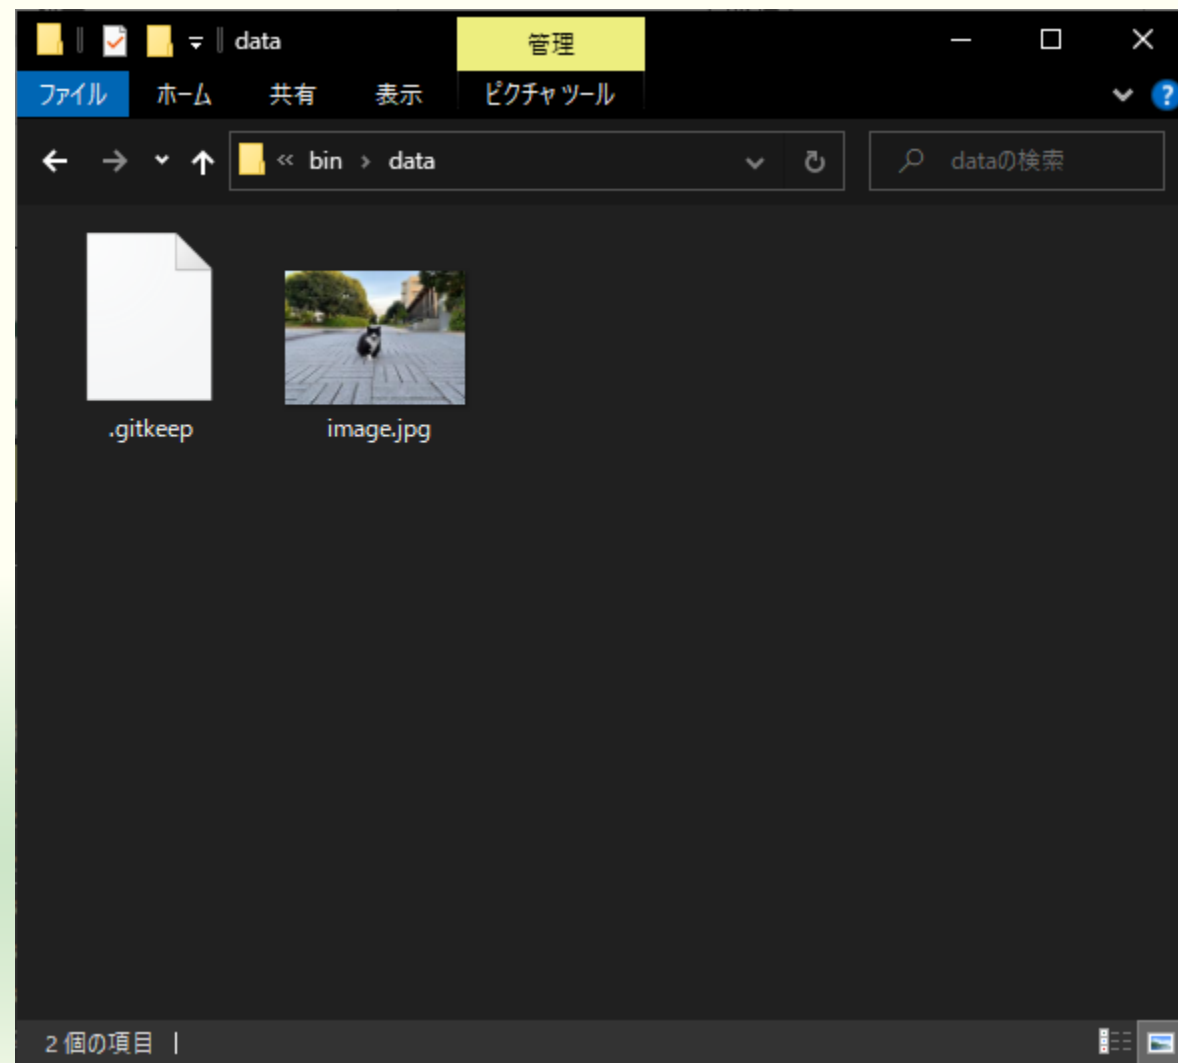 data
管理
ファイル ホーム 共有 表示 ピクチャ ツール
« bin › data
dataの検索
.gitkeep
image.jpg
2 個の項目